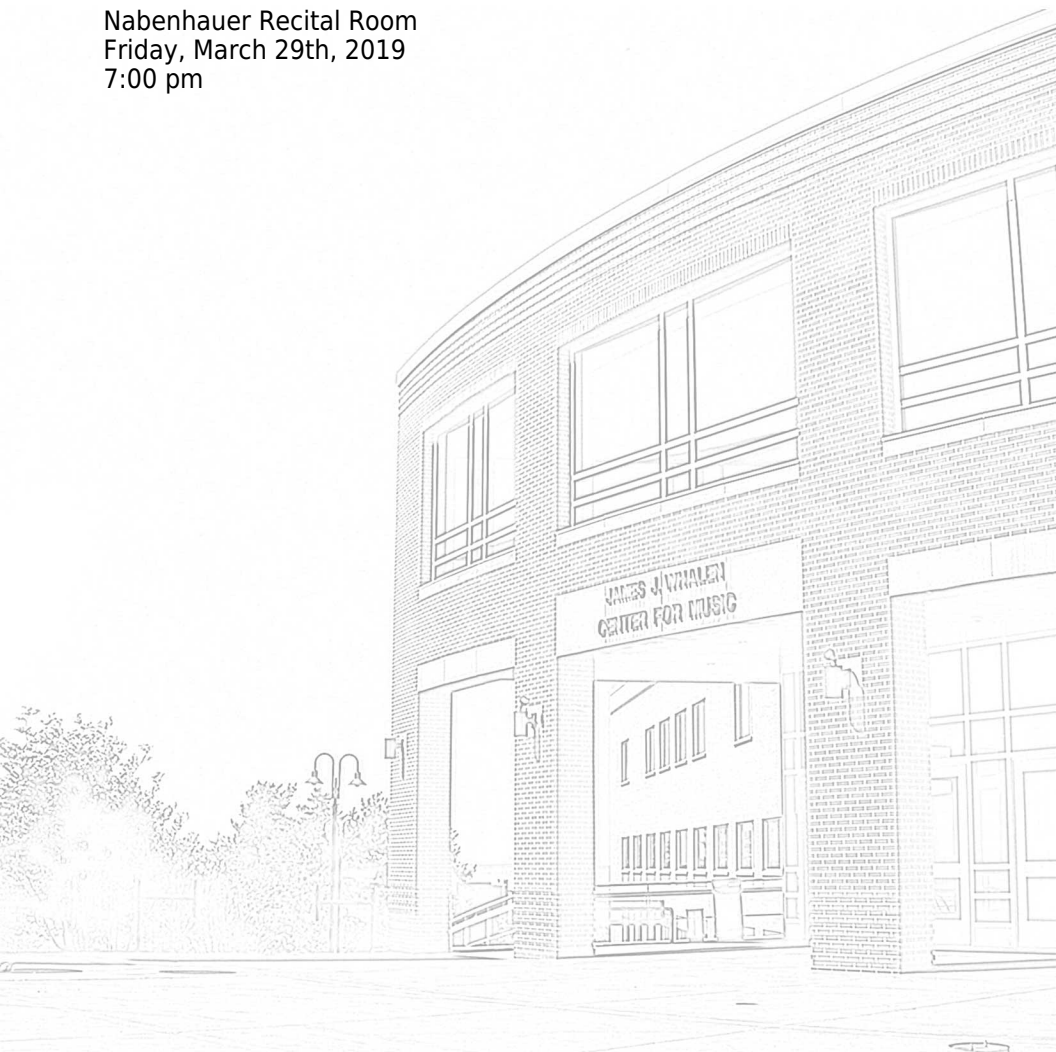 Nabenhauer Recital Room
Friday, March 29th, 2019
7:00 pm
JAMES J. WHALEN
CENTER FOR MUSIC